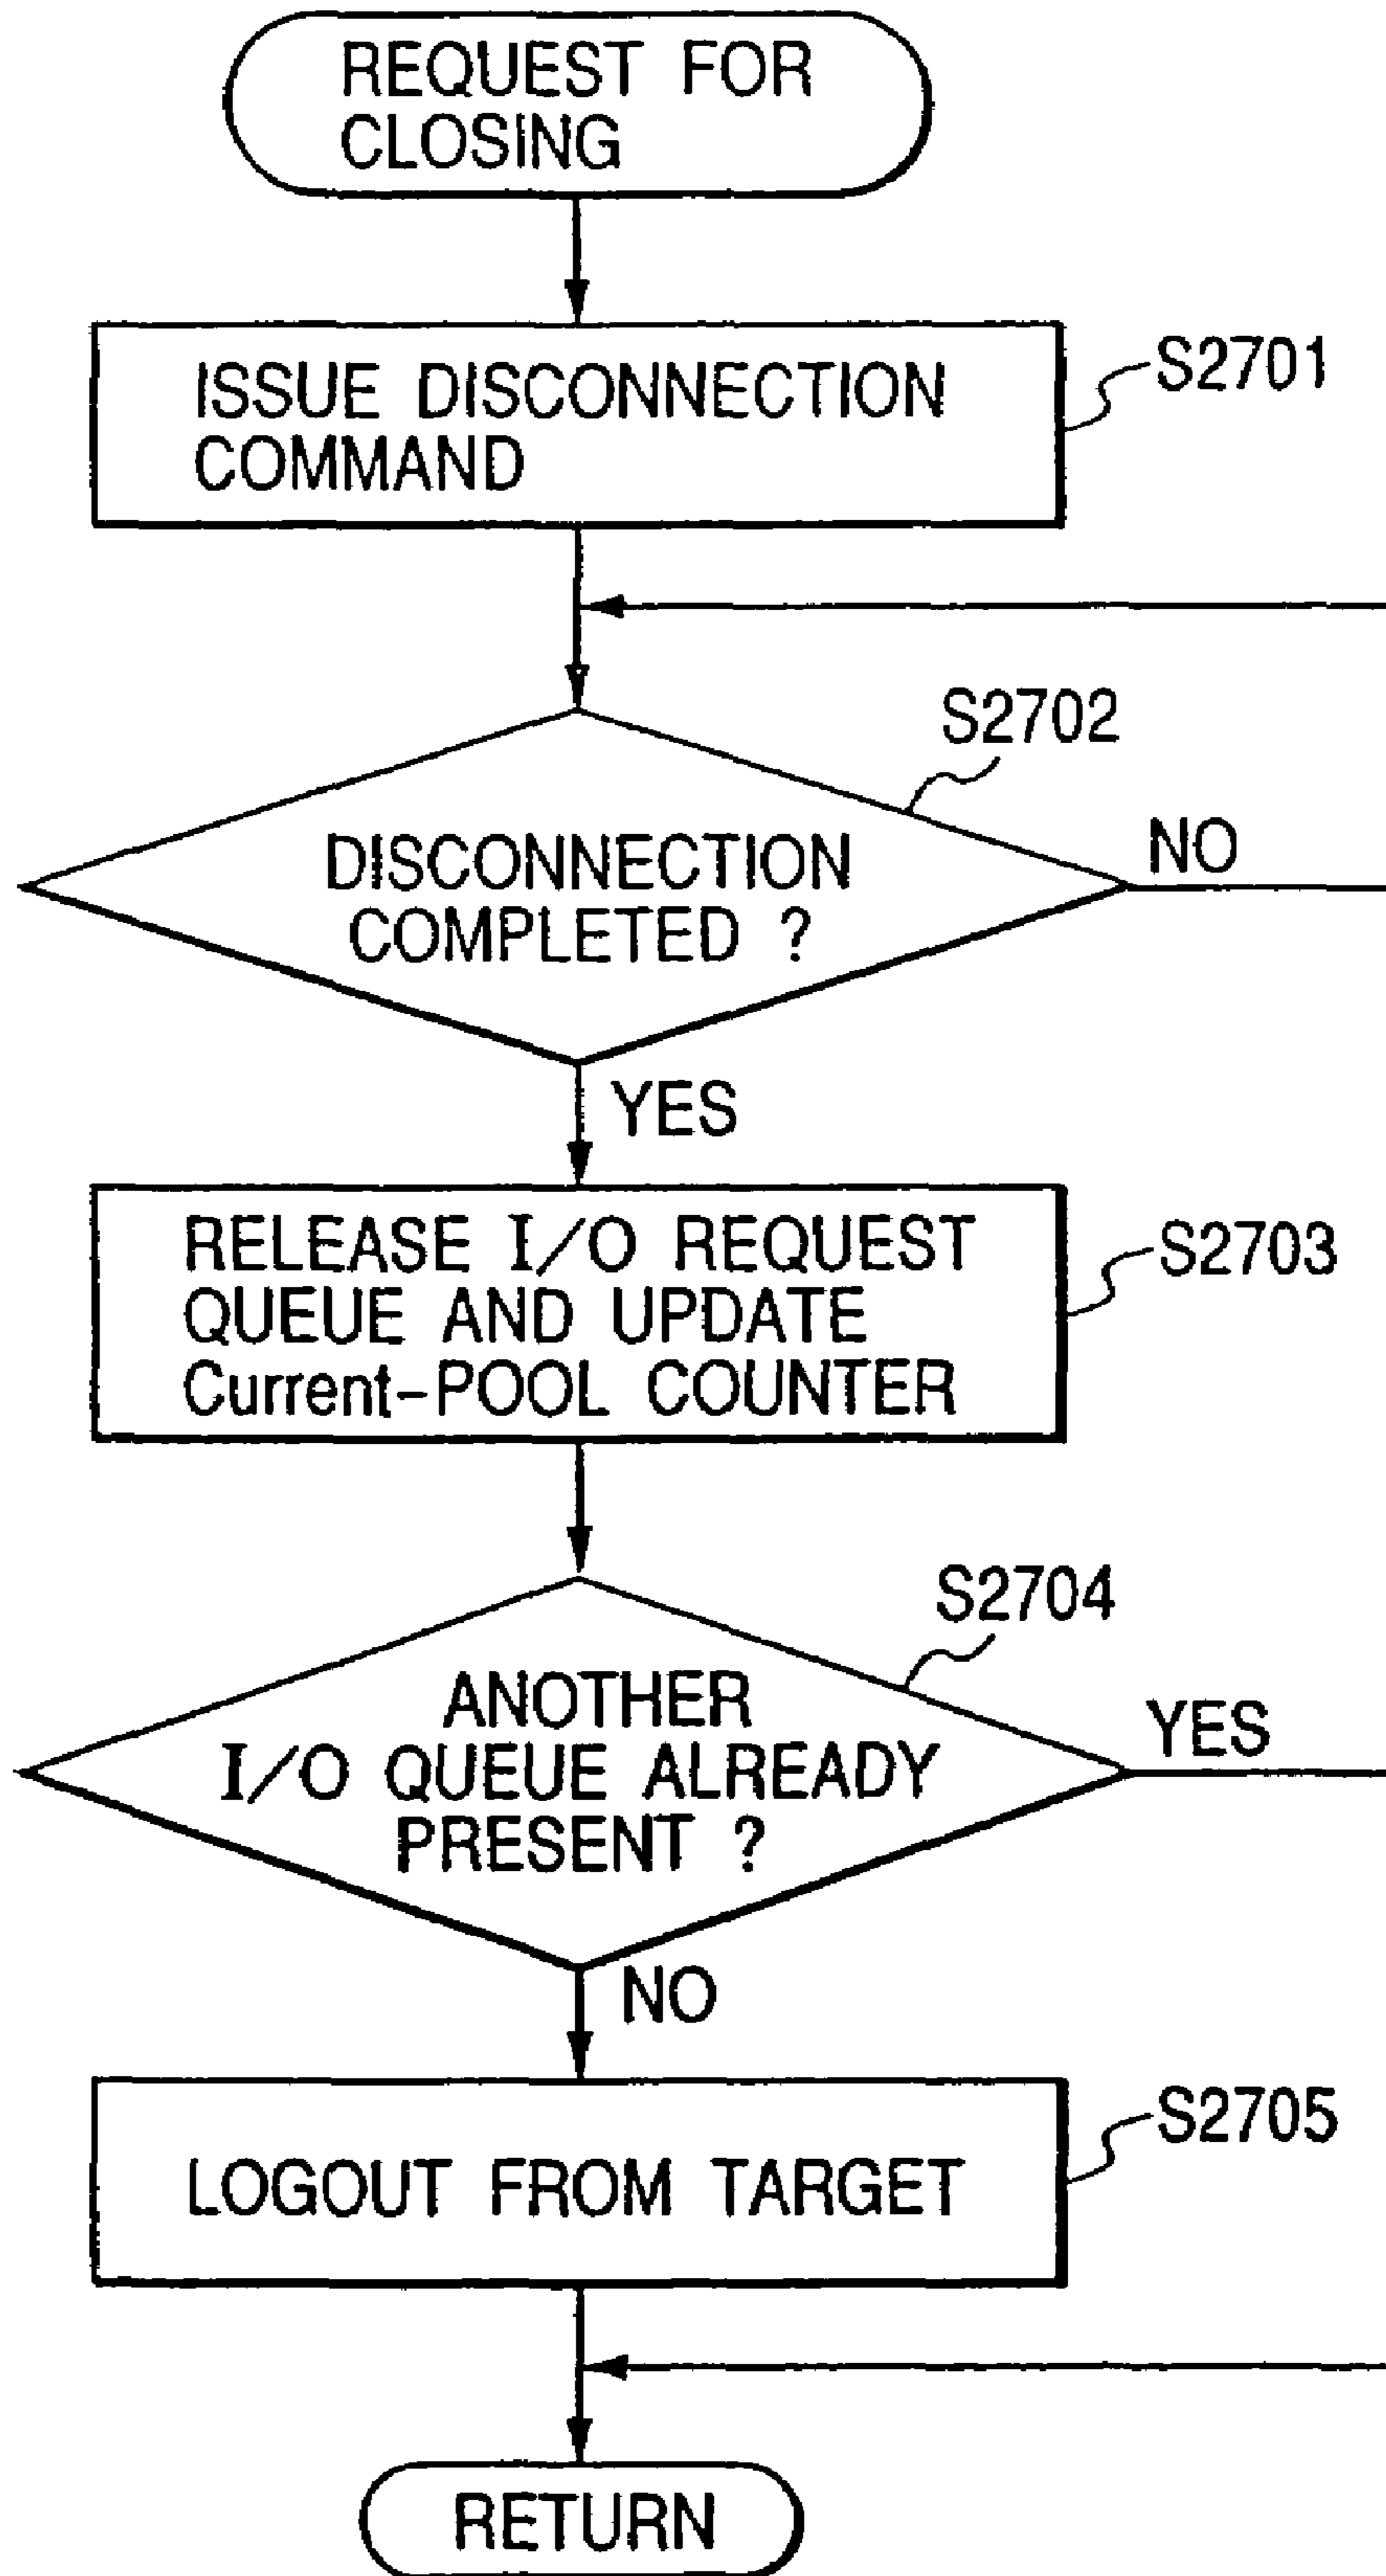 REQUEST FOR
CLOSING
ISSUE DISCONNECTION
COMMAND
S2701
S2702
DISCONNECTION
COMPLETED ?
NO
YES
RELEASE I/O REQUEST
QUEUE AND UPDATE
Current-POOL COUNTER
S2703
S2704
ANOTHER
I/O QUEUE ALREADY
PRESENT ?
YES
NO
LOGOUT FROM TARGET
S2705
RETURN